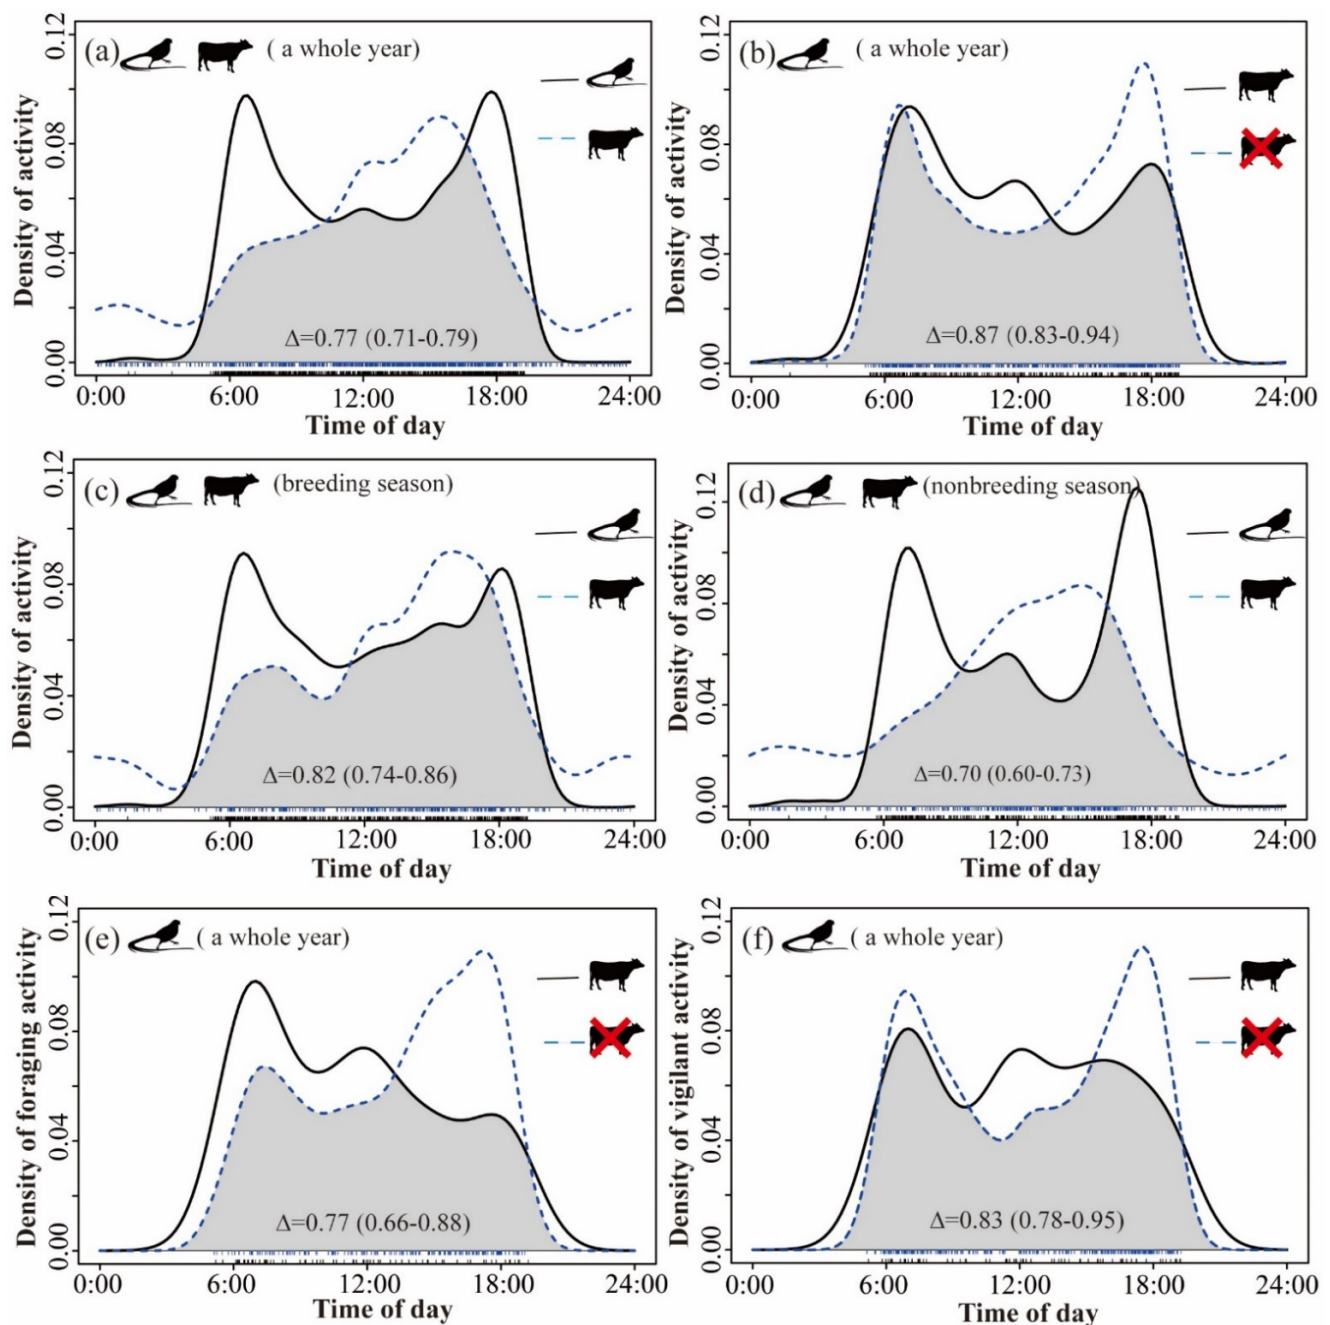 (a) ( a whole year)
0.12
0.08
0.04
0.00
Density of activity
Δ=0.77 (0.71-0.79)
0:00 6:00 12:00 18:00 24:00
Time of day
(b) ( a whole year)
0.12
0.08
0.04
0.00
Density of activity
Δ=0.87 (0.83-0.94)
0:00 6:00 12:00 18:00 24:00
Time of day
(c) (breeding season)
0.12
0.08
0.04
0.00
Density of activity
Δ=0.82 (0.74-0.86)
0:00 6:00 12:00 18:00 24:00
Time of day
(d) (nonbreeding season)
0.12
0.08
0.04
0.00
Density of activity
Δ=0.70 (0.60-0.73)
0:00 6:00 12:00 18:00 24:00
Time of day
(e) ( a whole year)
0.12
0.08
0.04
0.00
Density of foraging activity
Δ=0.77 (0.66-0.88)
0:00 6:00 12:00 18:00 24:00
Time of day
(f) ( a whole year)
0.12
0.08
0.04
0.00
Density of vigilant activity
Δ=0.83 (0.78-0.95)
0:00 6:00 12:00 18:00 24:00
Time of day